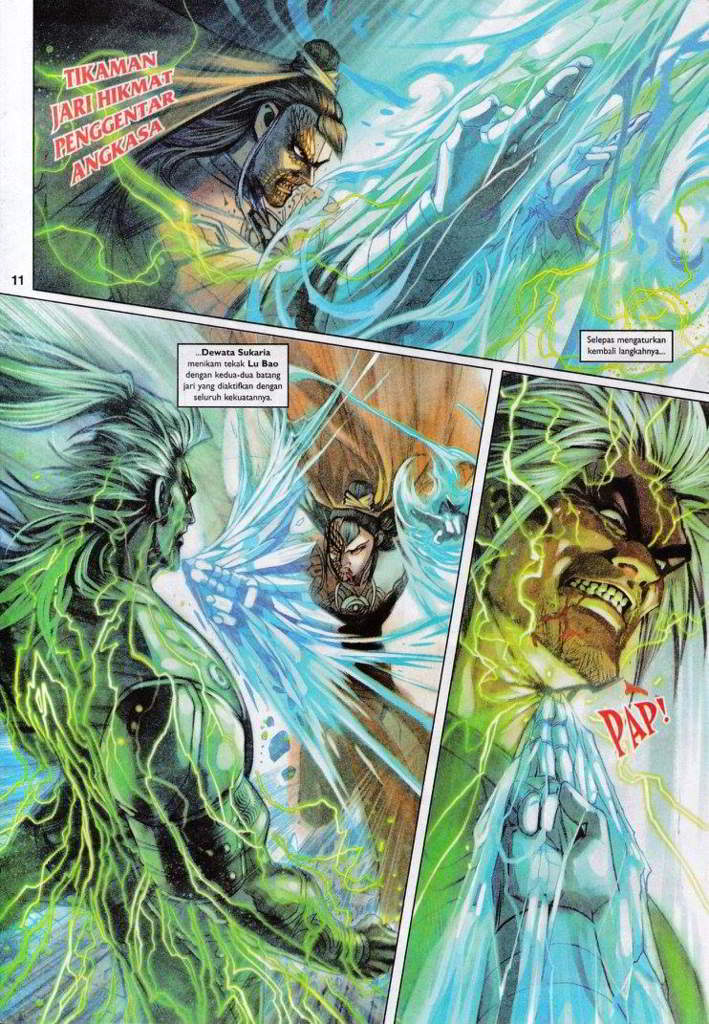 TIKAMAN
JARI HIKMAT
PENGGENTAR
ANGKASA
11
Selepas mengaturkan
kembali langkahnya...
...Dewata Sukaria
menikam tekak Lu Bao
dengan kedua-dua batang
jari yang diaktifkan dengan
seluruh kekuatannya.
PAP!